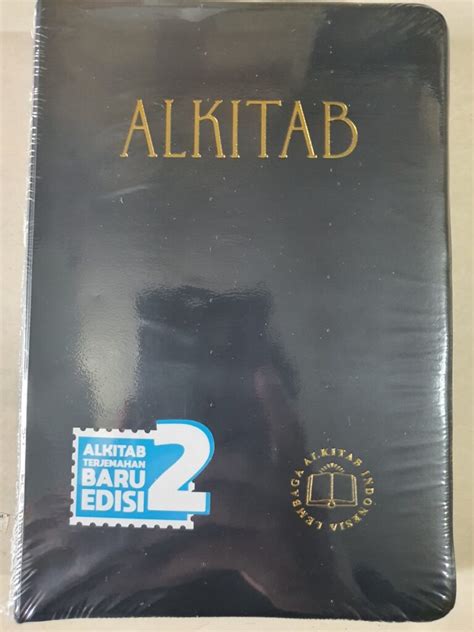 ALKITAB
ALKITAB
TERJEMAHAN
BARU
EDISI
2
LEMBAGA ALKITAB INDONESIA